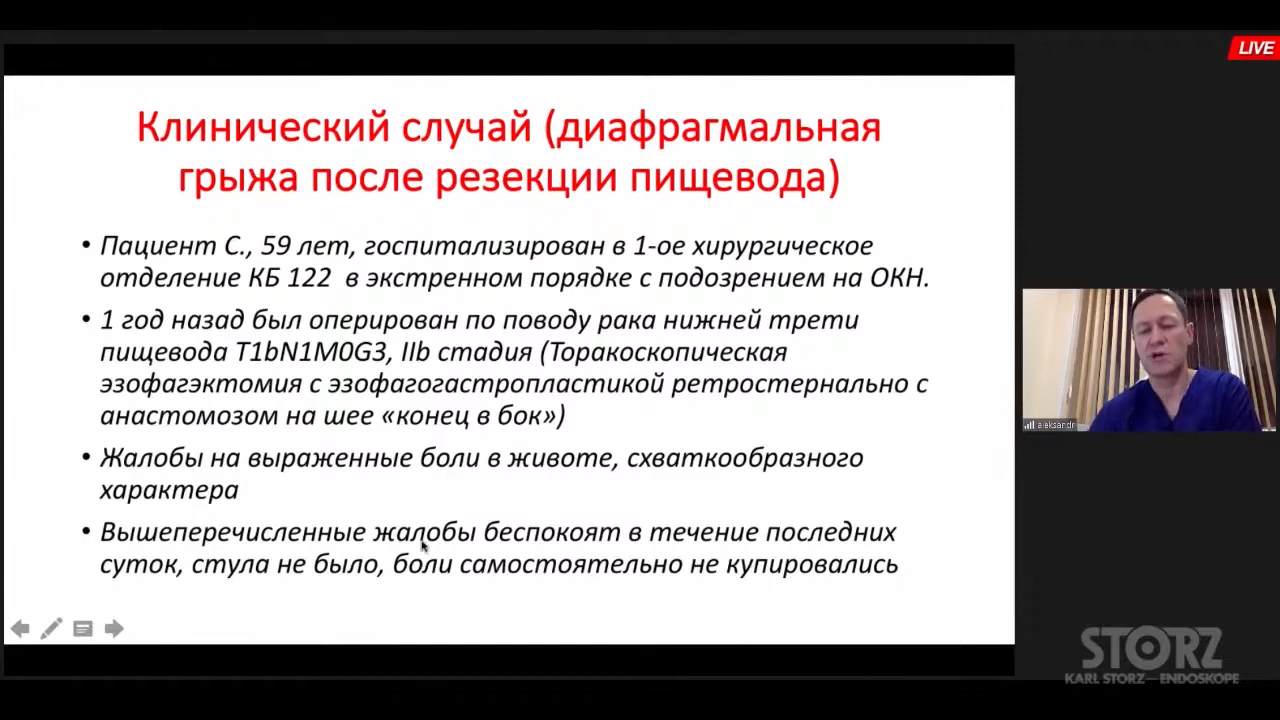 LIVE
Клинический случай (диафрагмальная
грыжа после резекции пищевода)
• Пациент С., 59 лет, госпитализирован в 1-ое хирургическое
отделение КБ 122 в экстренном порядке с подозрением на ОКН.
• 1 год назад был оперирован по поводу рака нижней трети
пищевода T1bN1M0G3, IIb стадия (Торакоскопическая
эзофагэктомия с эзофагогастропластикой ретростернально с
анастомозом на шее «конец в бок»)
• Жалобы на выраженные боли в животе, схваткообразного
характера
• Вышеперечисленные жалобы беспокоят в течение последних
суток, стула не было, боли самостоятельно не купировались
aleksandr
STORZ
KARL STORZ—ENDOSKOPE